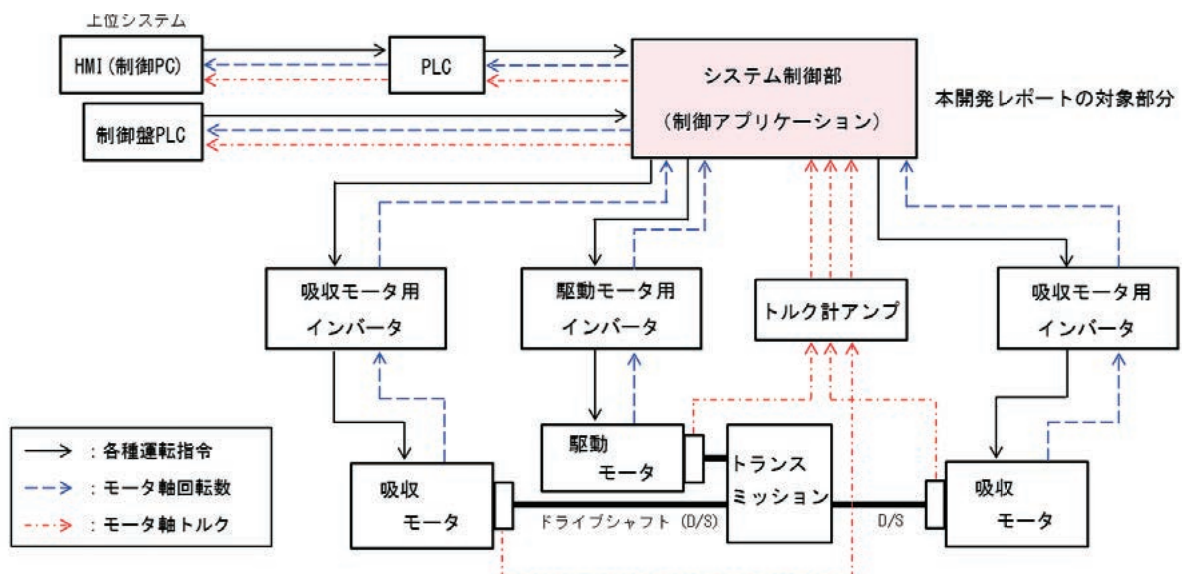 上位システム
HMI(制御PC)
PLC
システム制御部
(制御アプリケーション)
本開発レポートの対象部分
制御盤PLC
吸収モータ用
インバータ
駆動モータ用
インバータ
トルク計アンプ
吸収モータ用
インバータ
:各種運転指令
:モータ軸回転数
:モータ軸トルク
駆動
モータ
トランス
ミッション
吸収
モータ
吸収
モータ
ドライブシャフト(D/S)
D/S